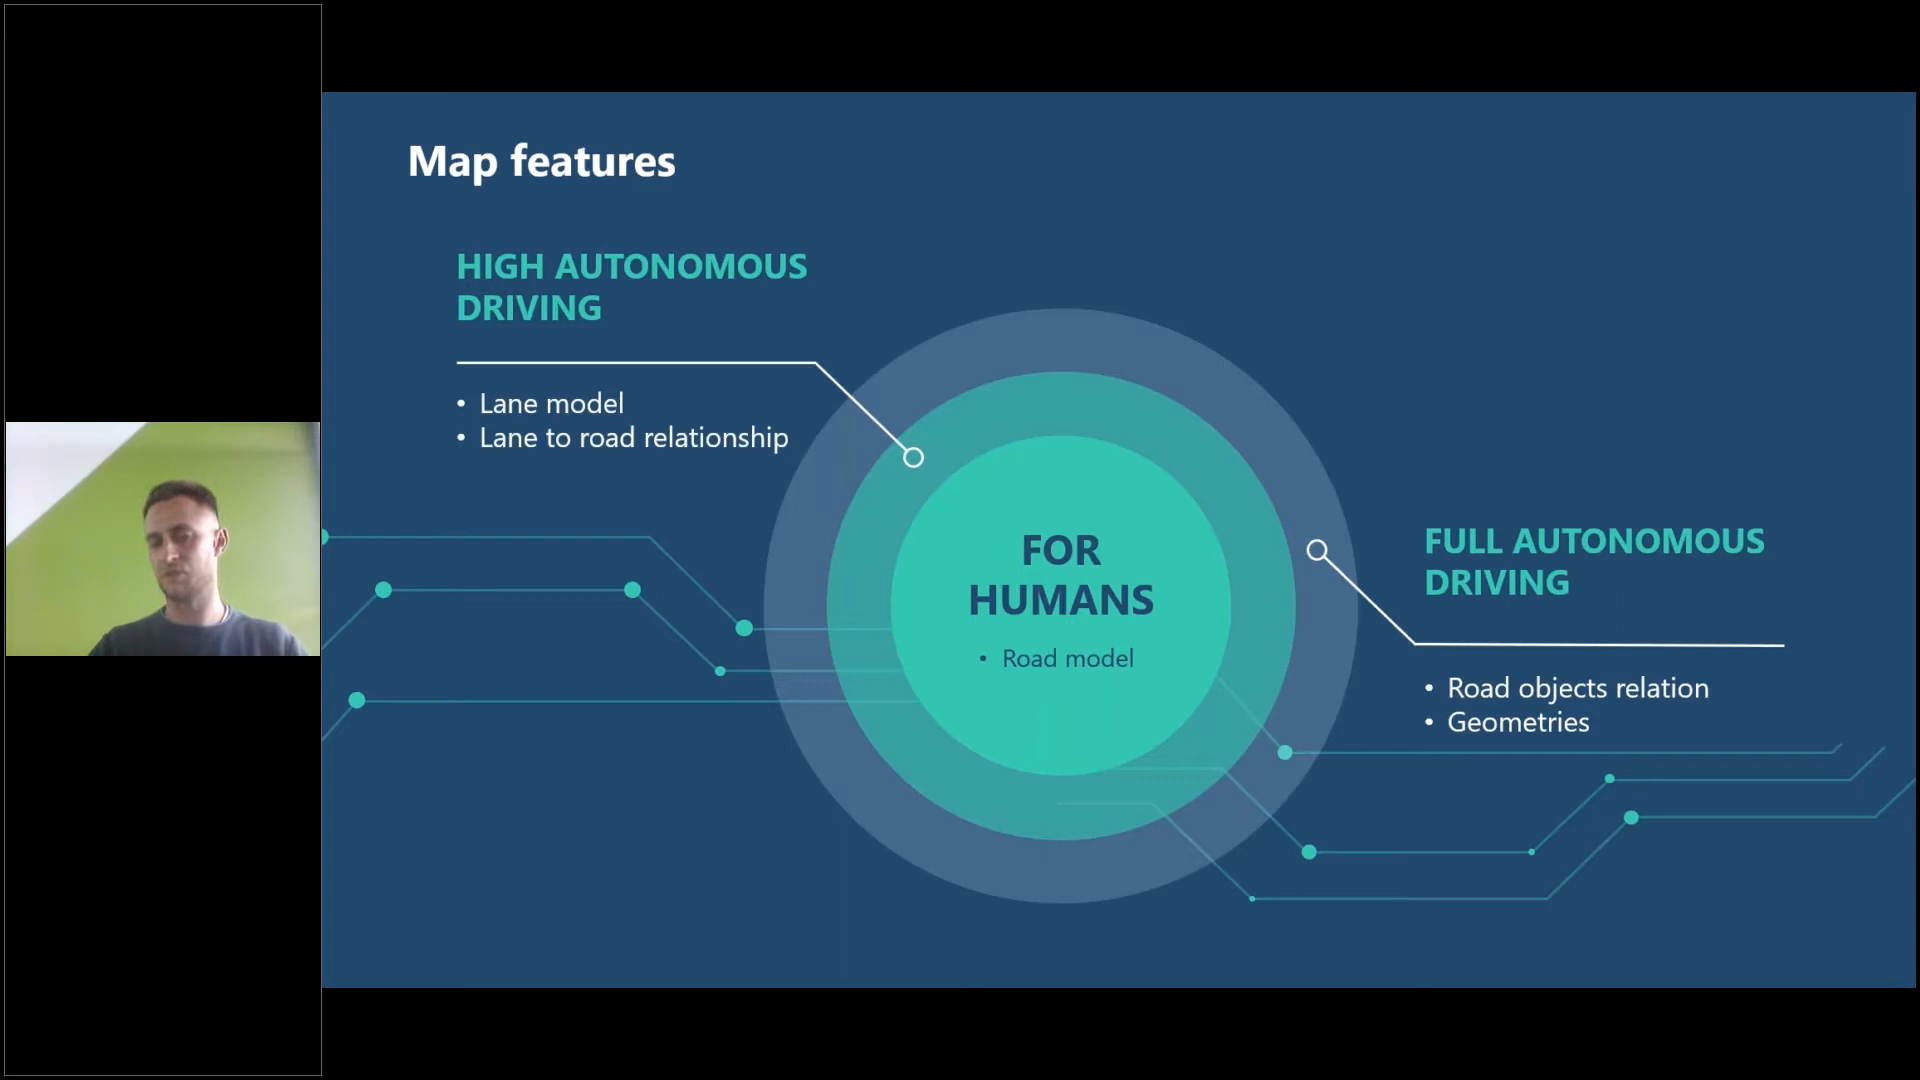 Map features
HIGH AUTONOMOUS
DRIVING
• Lane model
• Lane to road relationship
FOR
HUMANS
• Road model
FULL AUTONOMOUS
DRIVING
• Road objects relation
• Geometries